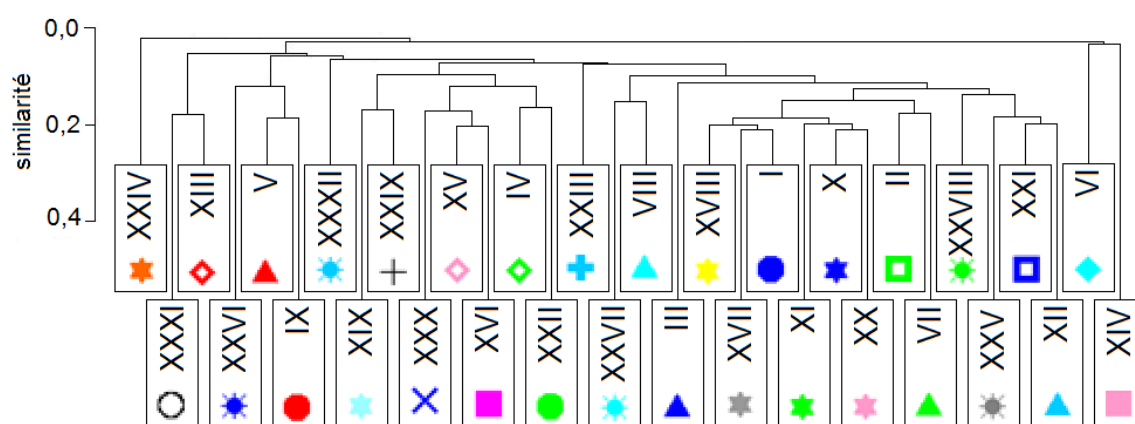 0,0
0,2
0,4
similarité
XXIV
XIII
V
XXXII
XXIX
XV
IV
XXIII
VIII
XVIII
I
X
II
XXVIII
XXI
VI
XXXI
XXVI
IX
XIX
XXX
XVI
XXII
XXVII
III
XVII
XI
XX
VII
XXV
XII
XIV